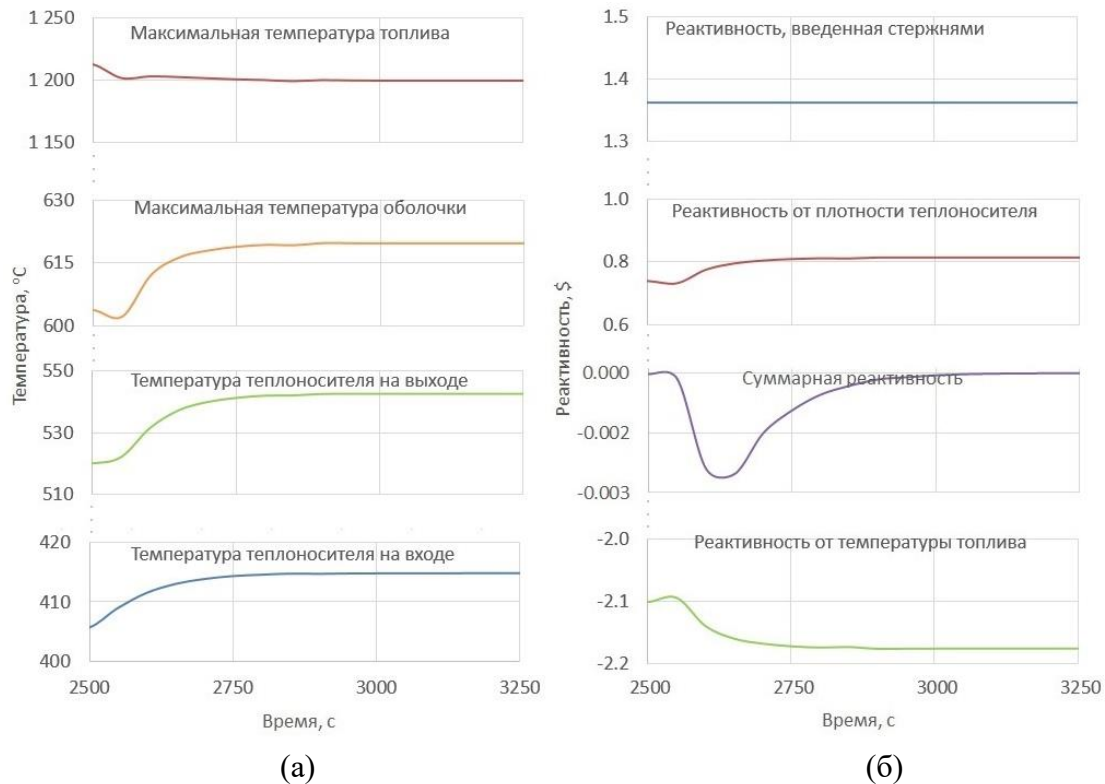 Температура, °C
1 250
Максимальная температура топлива
1 200
1 150
630
Максимальная температура оболочки
615
600
550
Температура теплоносителя на выходе
530
510
420
Температура теплоносителя на входе
410
400
2500 2750 3000 3250
Время, с
(а)
Реактивность, $
1.5
Реактивность, введенная стержнями
1.4
1.3
1.0
Реактивность от плотности теплоносителя
0.8
0.6
0.000
Суммарная реактивность
-0.002
-0.003
-2.0
Реактивность от температуры топлива
-2.1
-2.2
2500 2750 3000 3250
Время, с
(б)